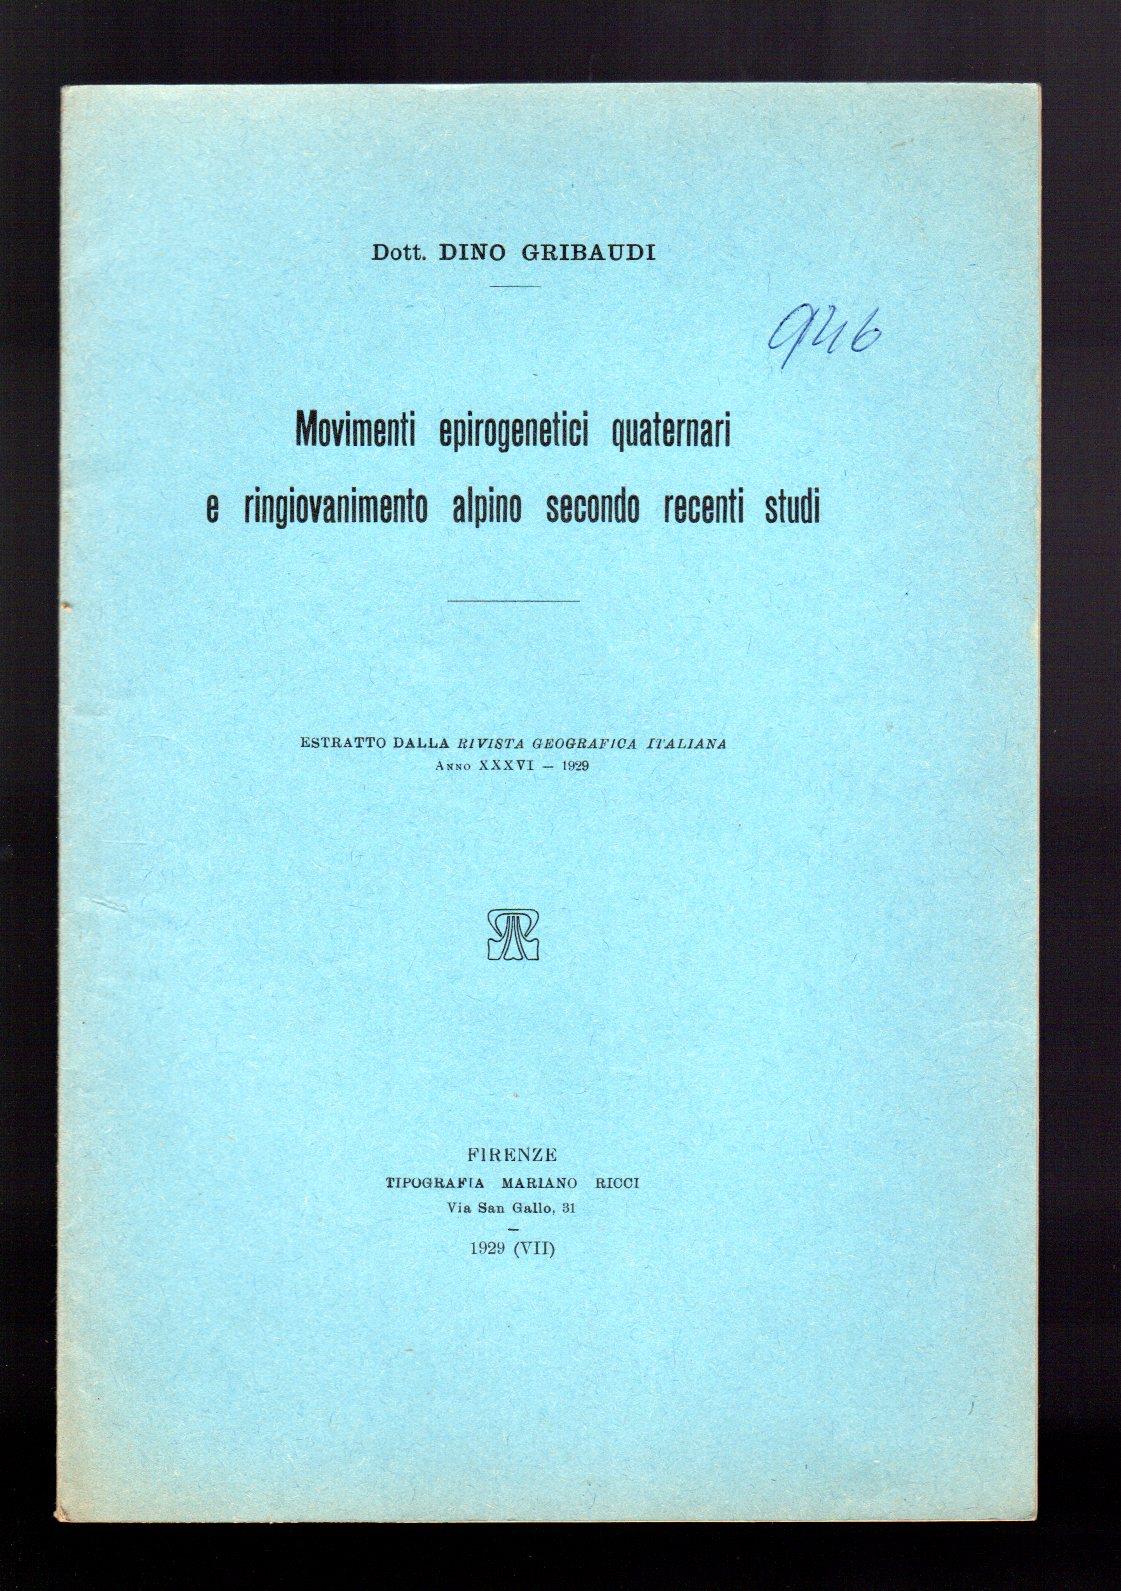 Dott. DINO GRIBAUDI
946
Movimenti epirogenetici quaternari
e ringiovanimento alpino secondo recenti studi
ESTRATTO DALLA RIVISTA GEOGRAFICA ITALIANA
Anno XXXVI — 1929
FIRENZE
TIPOGRAFIA MARIANO RICCI
Via San Gallo, 31
1929 (VII)